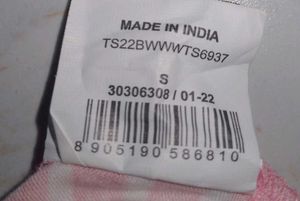 MADE IN INDIA
TS22BWWWTS6937
S
30306308 / 01-22
8 905190 586810